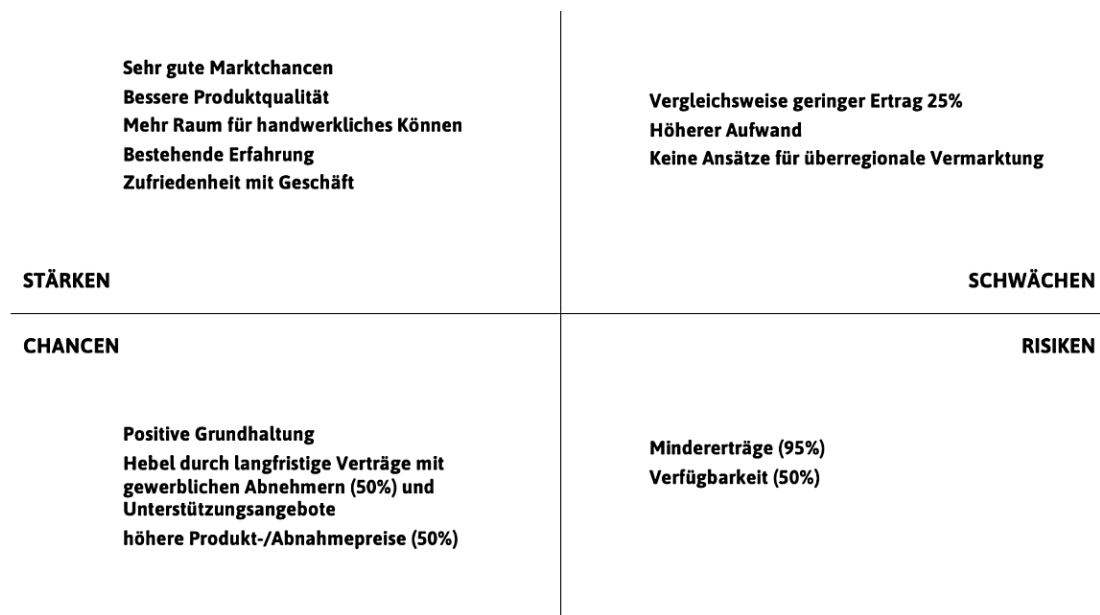 Sehr gute Marktchancen
Bessere Produktqualität
Mehr Raum für handwerkliches Können
Bestehende Erfahrung
Zufriedenheit mit Geschäft
STÄRKEN
Vergleichsweise geringer Ertrag 25%
Höherer Aufwand
Keine Ansätze für überregionale Vermarktung
SCHWÄCHEN
CHANCEN
Positive Grundhaltung
Hebel durch langfristige Verträge mit
gewerblichen Abnehmern (50%) und
Unterstützungsangebote
höhere Produkt-/Abnahmepreise (50%)
RISIKEN
Mindererträge (95%)
Verfügbarkeit (50%)